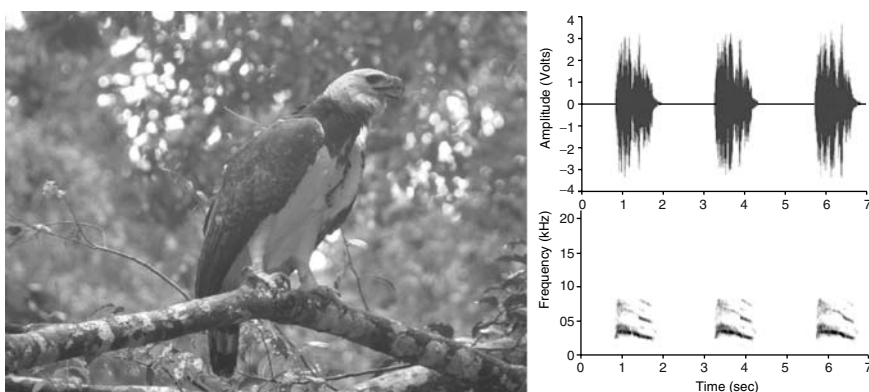 Amplitude (Volts)
4
3
2
1
0
–1
–2
–3
–4
0 1 2 3 4 5 6 7
Frequency (kHz)
20
15
10
05
0
0 1 2 3 4 5 6 7
Time (sec)